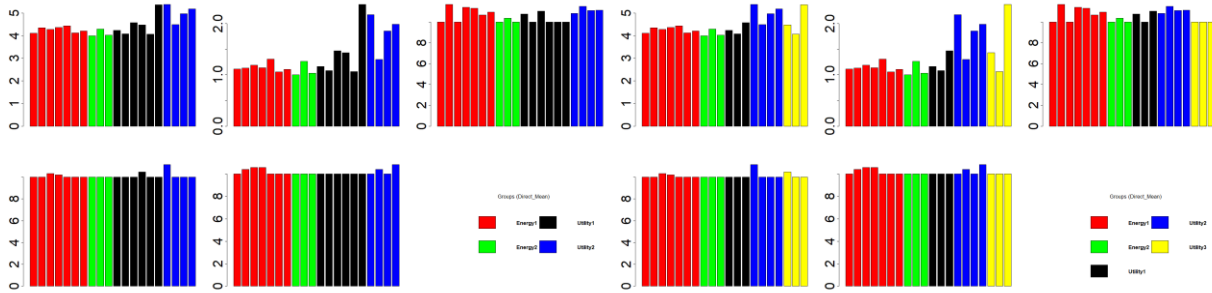 0 1 2 3 4 5
0.0 1.0 2.0
0 2 4 6 8
0 1 2 3 4 5
0.0 1.0 2.0
0 2 4 6 8
0 2 4 6 8
0 2 4 6 8
Groups (Direct_Mean)
Energy1 Utility1
Energy2 Utility2
0 2 4 6 8
0 2 4 6 8
Groups (Direct_Mean)
Energy1 Utility2
Energy2 Utility3
Utility1